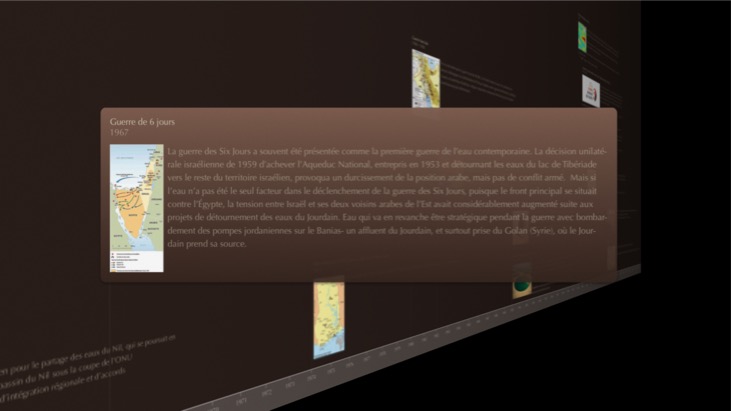 Guerre de 6 jours
1967
La guerre des Six Jours a souvent été présentée comme la première guerre de l'eau contemporaine. La décision unilaté-
rale israélienne de 1959 d'achever l'Aqueduc National, entrepris en 1953 et détournant les eaux du lac de Tibériade
vers le reste du territoire israélien, provoqua un durcissement de la position arabe, mais pas de conflit armé. Mais si
l'eau n'a pas été le seul facteur dans le déclenchement de la guerre des Six Jours, puisque le front principal se situait
contre l'Égypte, la tension entre Israël et ses deux voisins arabes de l'Est avait considérablement augmenté suite aux
projets de détournement des eaux du Jourdain. Eau qui va en revanche être stratégique pendant la guerre avec bombar-
dement des pompes jordaniennes sur le Banias- un affluent du Jourdain, et surtout prise du Golan (Syrie), où le Jour-
dain prend sa source.
en pour le partage des eaux du Nil, qui se poursuit en
bassin du Nil sous la coupe de l'ONU
d'intégration régionale et d'accords